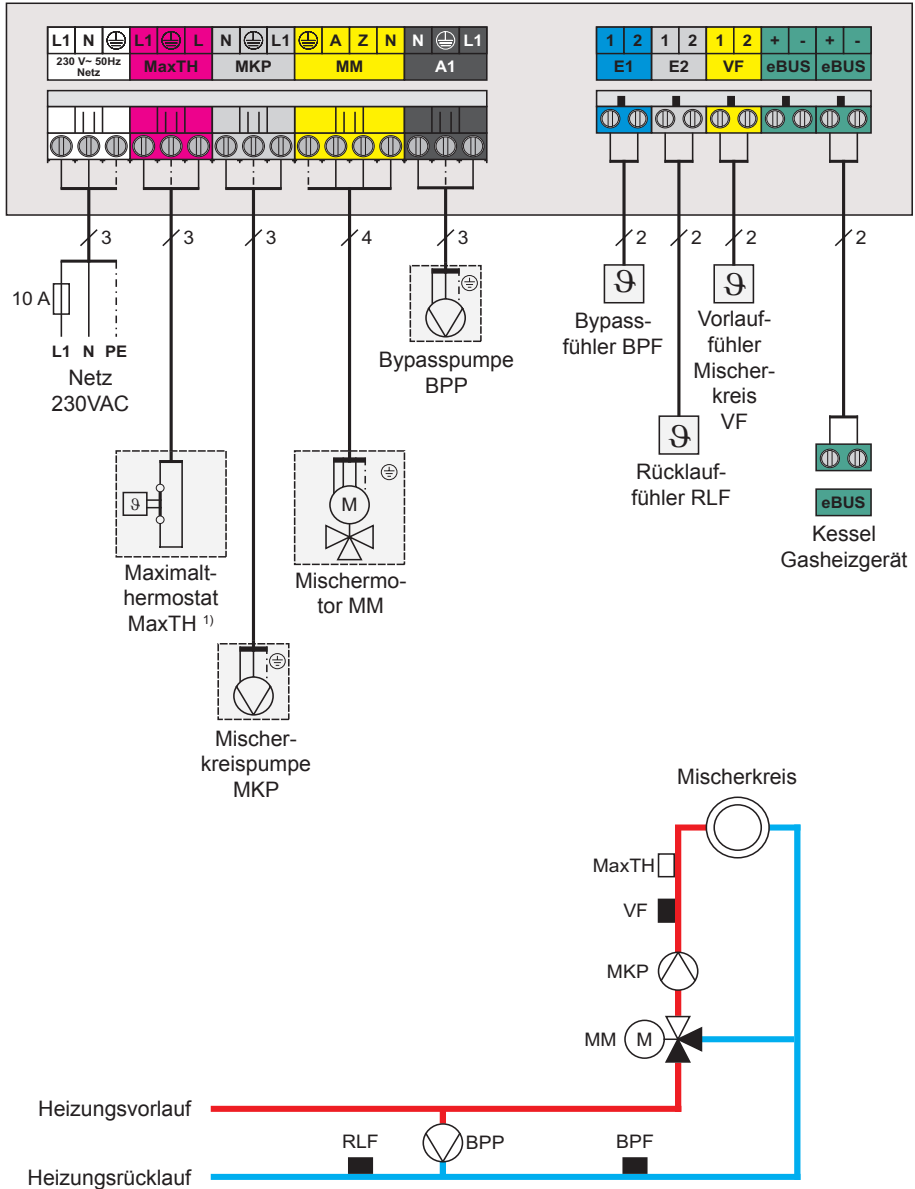 L1 N L1 L N L1 A Z N N L1
230 V~ 50Hz
Netz
MaxTH MKP MM A1
1 2 1 2 1 2 + - + -
E1 E2 VF eBUS eBUS
3 3 3 4 3 2 2 2 2
10 A
L1 N PE
Netz
230VAC
ϑ
Maximalt-
hermostat
MaxTH 1)
Mischer-
kreispumpe
MKP
M
Mischermo-
tor MM
Bypasspumpe
BPP
ϑ
Bypass-
fühler BPF
ϑ
Rücklauf-
fühler RLF
ϑ
Vorlauf-
fühler
Mischer-
kreis
VF
eBUS
Kessel
Gasheizgerät
Mischerkreis
MaxTH
VF
MKP
MM M
Heizungsvorlauf
RLF BPP BPF
Heizungsrücklauf